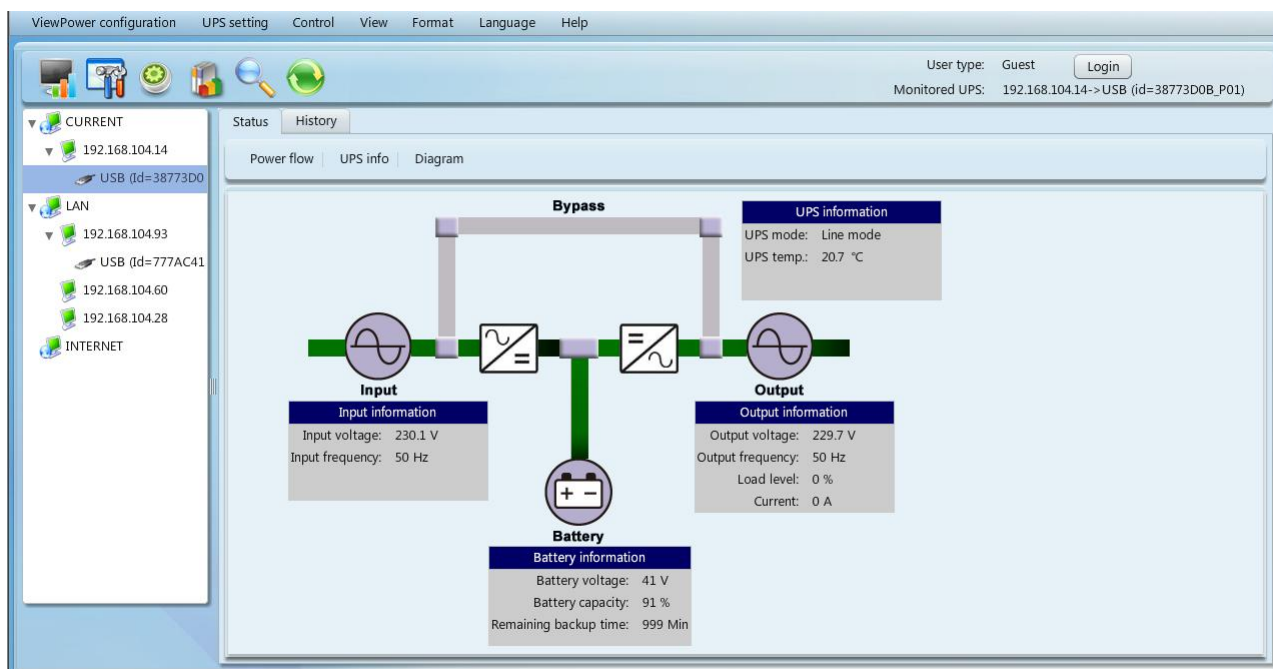 ViewPower configuration UPS setting Control View Format Language Help
User type: Guest Login
Monitored UPS: 192.168.104.14->USB (id=38773D0B_P01)
CURRENT
192.168.104.14
USB (Id=38773D0
LAN
192.168.104.93
USB (Id=777AC41
192.168.104.60
192.168.104.28
INTERNET
Status History
Power flow UPS info Diagram
Bypass
UPS information
UPS mode: Line mode
UPS temp.: 20.7 °C
Input
Input information
Input voltage: 230.1 V
Input frequency: 50 Hz
Output
Output information
Output voltage: 229.7 V
Output frequency: 50 Hz
Load level: 0 %
Current: 0 A
Battery
Battery information
Battery voltage: 41 V
Battery capacity: 91 %
Remaining backup time: 999 Min